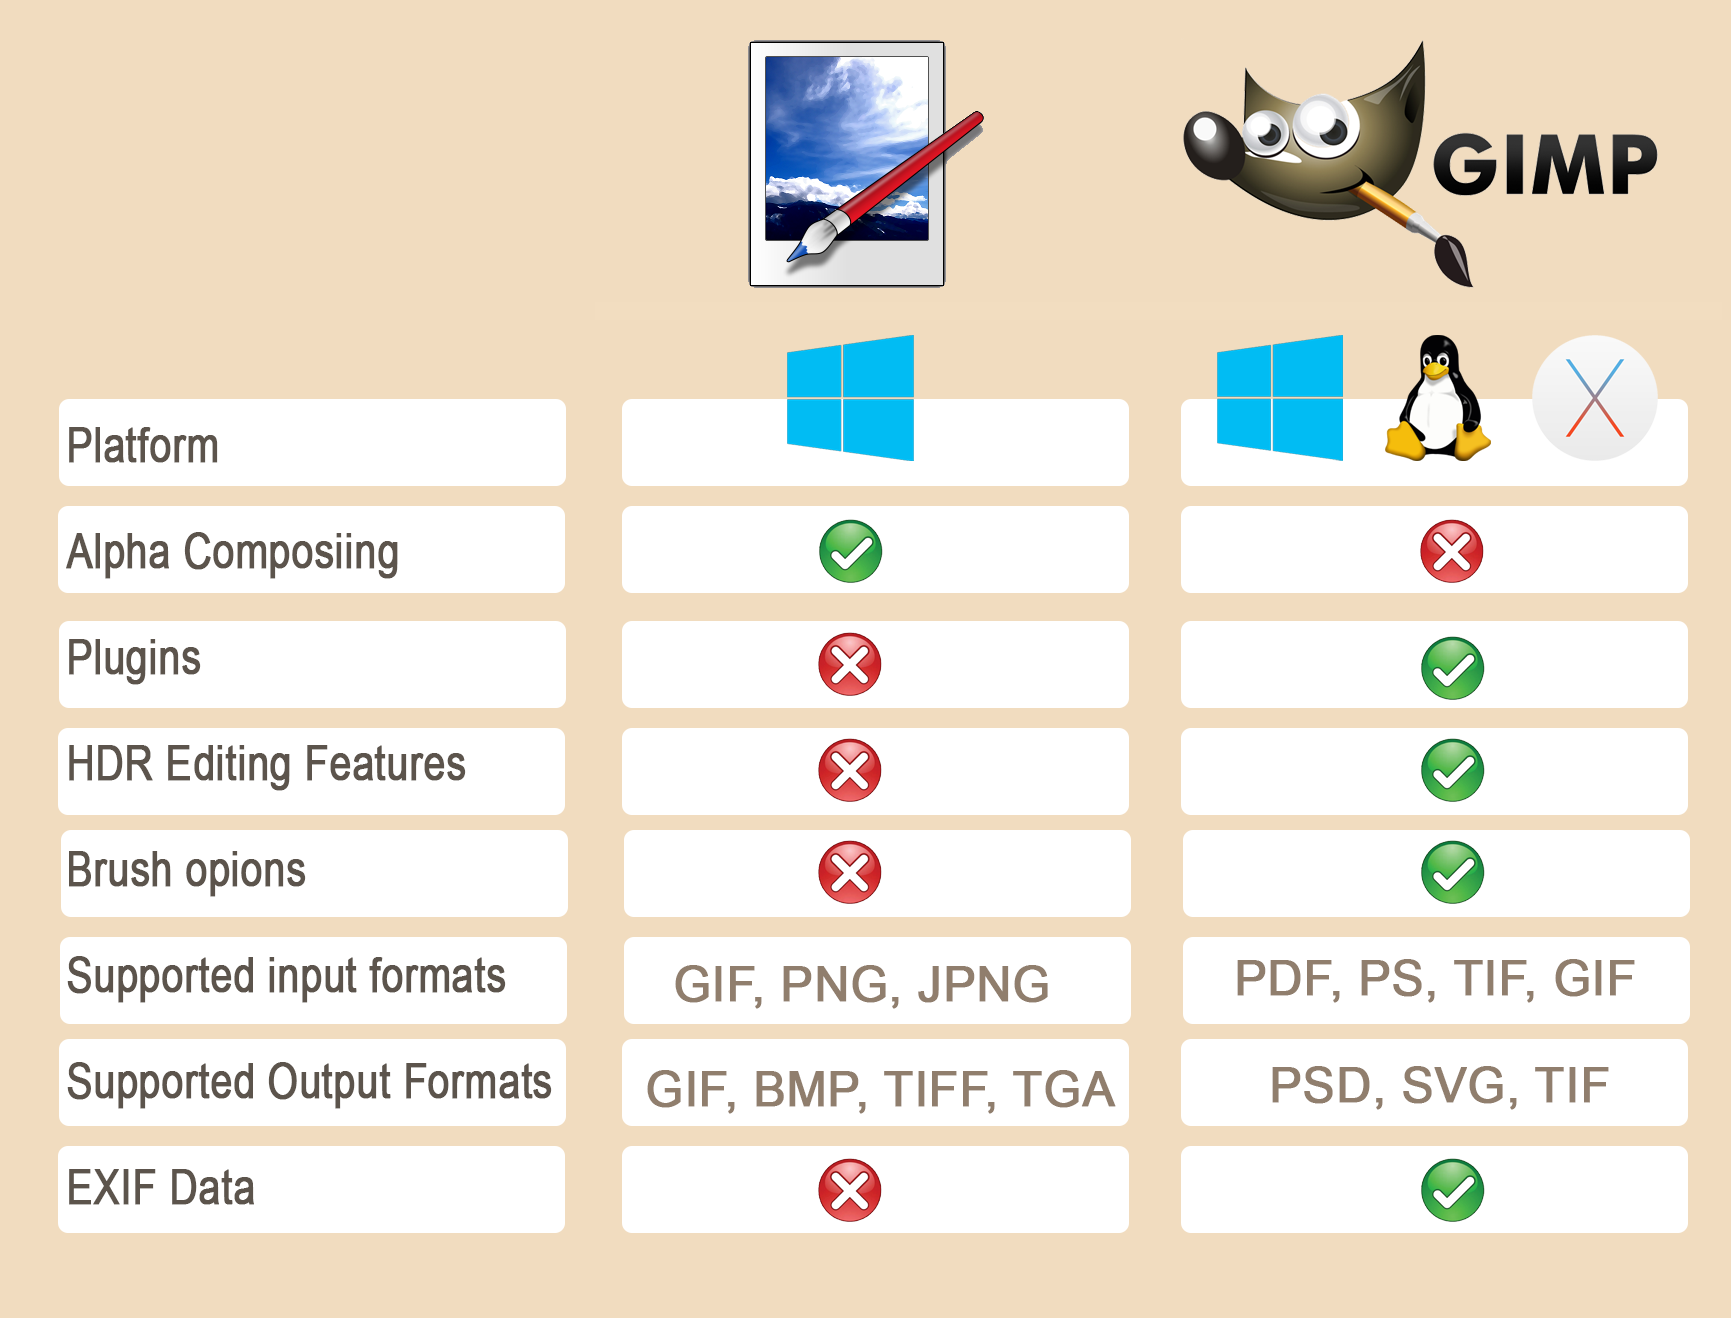 GIMP
Platform
Alpha Composiing
Plugins
HDR Editing Features
Brush opions
Supported input formats
GIF, PNG, JPNG
PDF, PS, TIF, GIF
Supported Output Formats
GIF, BMP, TIFF, TGA
PSD, SVG, TIF
EXIF Data